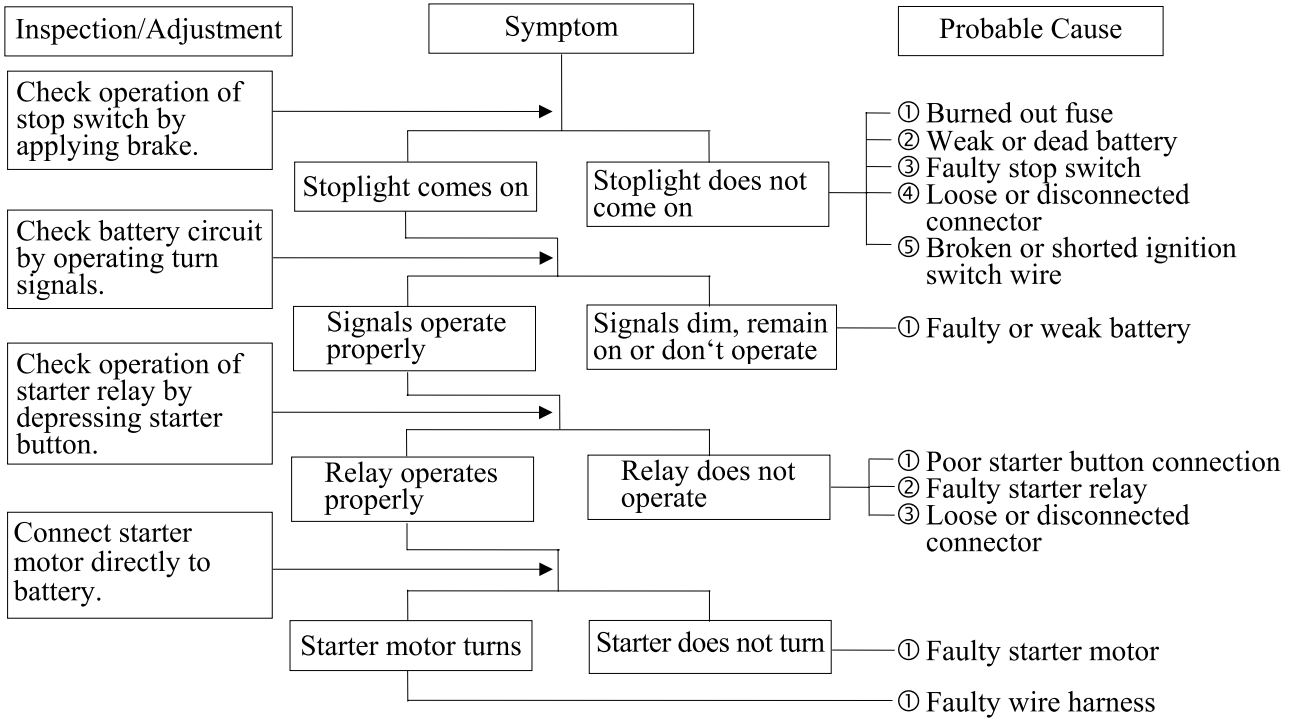 Inspection/Adjustment
Symptom
Probable Cause
Check operation of
stop switch by
applying brake.
① Burned out fuse
② Weak or dead battery
③ Faulty stop switch
④ Loose or disconnected
connector
⑤ Broken or shorted ignition
switch wire
Stoplight comes on
Stoplight does not
come on
Check battery circuit
by operating turn
signals.
Signals operate
properly
Signals dim, remain
on or don‘t operate
① Faulty or weak battery
Check operation of
starter relay by
depressing starter
button.
Relay operates
properly
Relay does not
operate
① Poor starter button connection
② Faulty starter relay
③ Loose or disconnected
connector
Connect starter
motor directly to
battery.
Starter motor turns
Starter does not turn
① Faulty starter motor
① Faulty wire harness